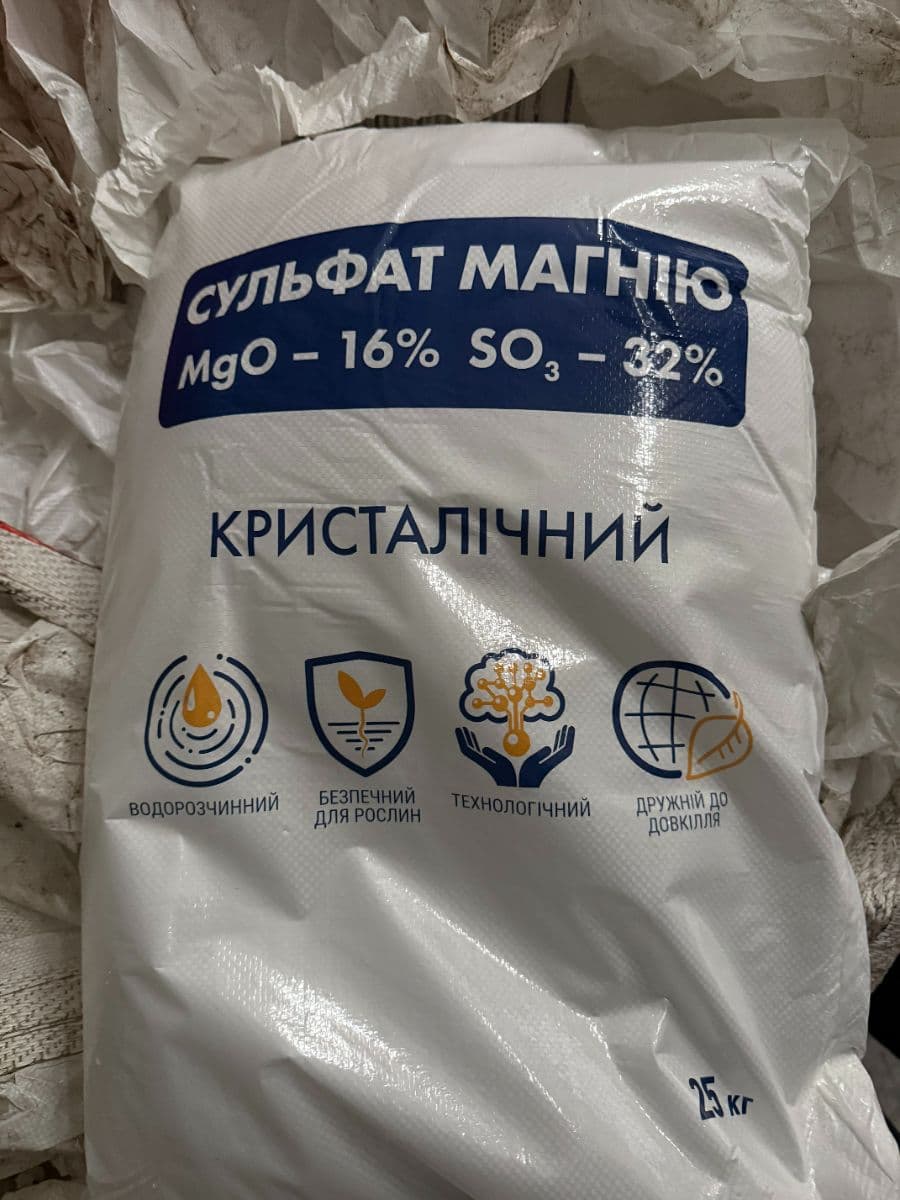 СУЛЬФАТ МАГНІЮ
MgO – 16% SO₃ – 32%
КРИСТАЛІЧНИЙ
ВОДОРОЗЧИННИЙ
БЕЗПЕЧНИЙ
ДЛЯ РОСЛИН
ТЕХНОЛОГІЧНИЙ
ДРУЖНІЙ ДО
ДОВКІЛЛЯ
25 кг